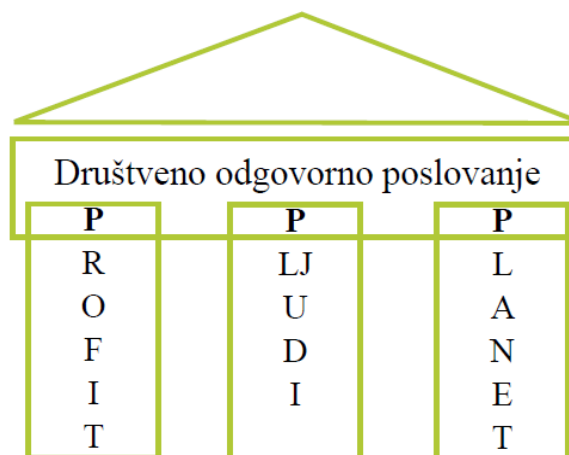 Društveno odgovorno poslovanje
P P P
R LJ L
O U A
F D N
I I E
T T